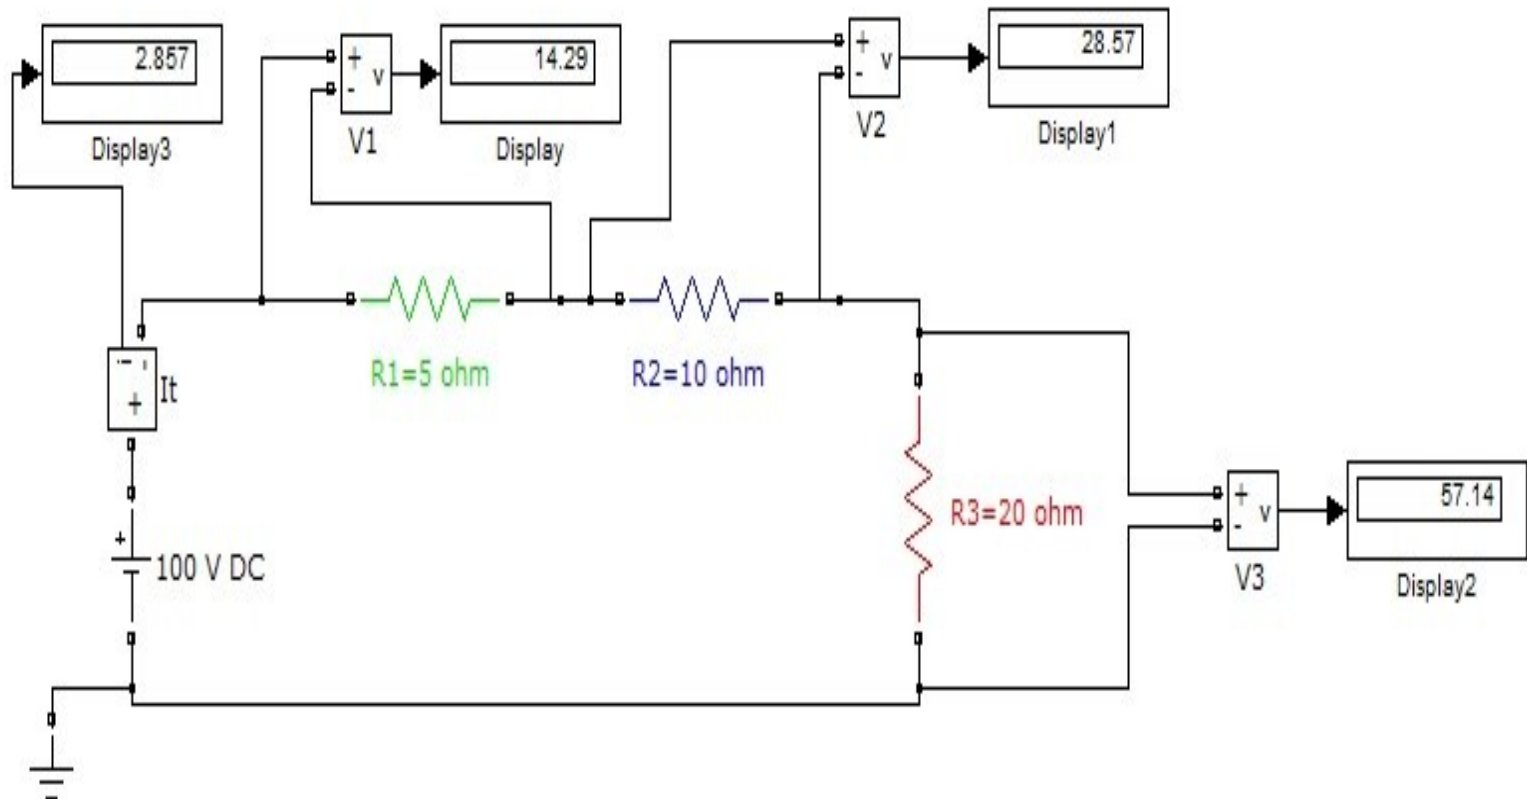 2.857
Display3
+
-
v
V1
14.29
Display
+
-
v
V2
28.57
Display1
R1=5 ohm
R2=10 ohm
+
It
+
100 V DC
R3=20 ohm
+
-
v
V3
57.14
Display2